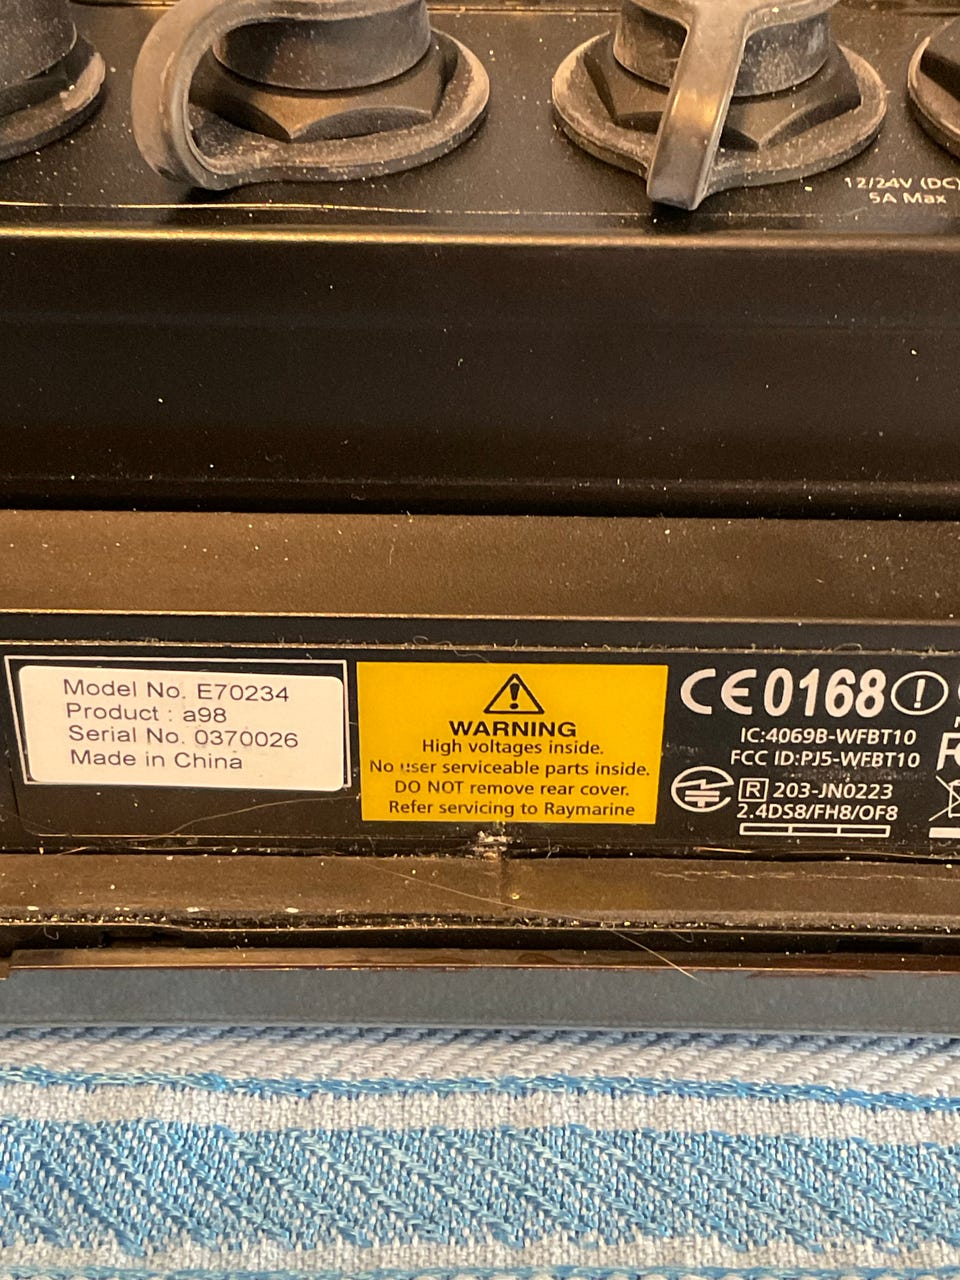 12/24V (DC)
5A Max
Model No. E70234
Product : a98
Serial No. 0370026
Made in China
WARNING
High voltages inside.
No user serviceable parts inside.
DO NOT remove rear cover.
Refer servicing to Raymarine
CE0168
IC:4069B-WFBT10
FCC ID:PJ5-WFBT10
R 203-JN0223
2.4DS8/FH8/OF8